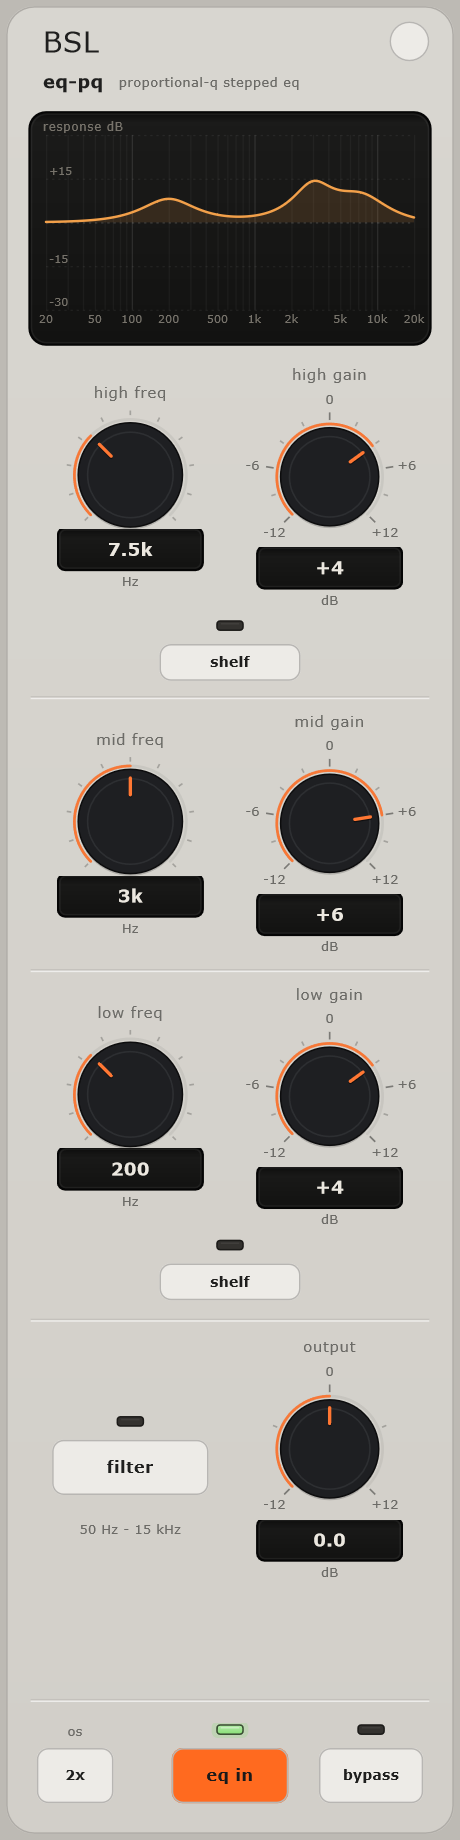 BSL
eq-pq proportional-q stepped eq
response dB
+15
-15
-30
20 50 100 200 500 1k 2k 5k 10k 20k
high freq
7.5k
Hz
high gain
0
-6 +6
-12 +12
+4
dB
shelf
mid freq
3k
Hz
mid gain
0
-6 +6
-12 +12
+6
dB
low freq
200
Hz
low gain
0
-6 +6
-12 +12
+4
dB
shelf
filter
50 Hz - 15 kHz
output
0
-12 +12
0.0
dB
os
2x
eq in
bypass